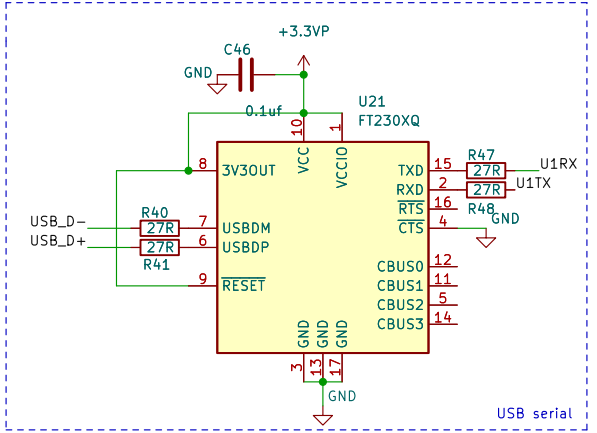 +3.3VP
C46
GND
0.1uf
U21
FT230XQ
10
1
VCC
VCCIO
8
3V3OUT
TXD
15
R47
27R
U1RX
RXD
2
27R
U1TX
RTS
16
R48
GND
CTS
4
USB_D-
R40
27R
7
USBDM
USB_D+
27R
6
USBDP
R41
9
RESET
CBUS0
12
CBUS1
11
CBUS2
5
CBUS3
14
GND
GND
GND
3
13
17
GND
USB serial